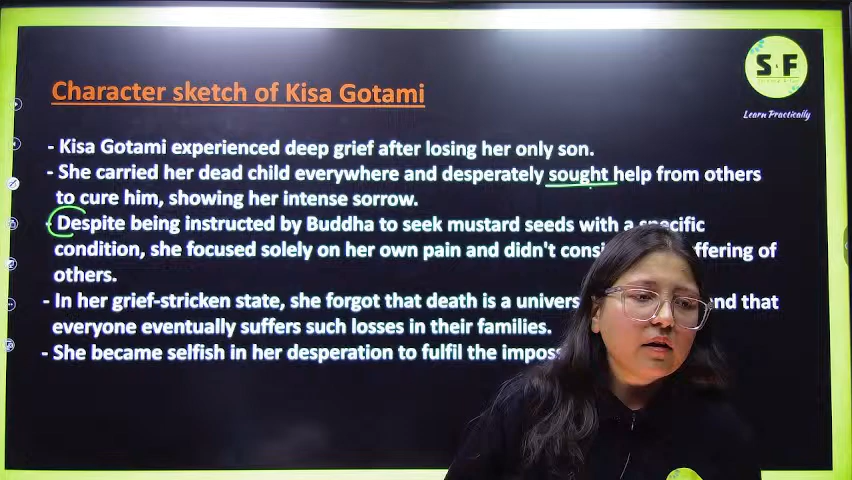 S F
Learn Practically
Character sketch of Kisa Gotami
- Kisa Gotami experienced deep grief after losing her only son.
- She carried her dead child everywhere and desperately sought help from others
to cure him, showing her intense sorrow.
- Despite being instructed by Buddha to seek mustard seeds with a specific
condition, she focused solely on her own pain and didn't of
others.
- In her grief-stricken state, she forgot that death is a that
everyone eventually suffers such losses in their families.
- She became selfish in her desperation to fulfil the